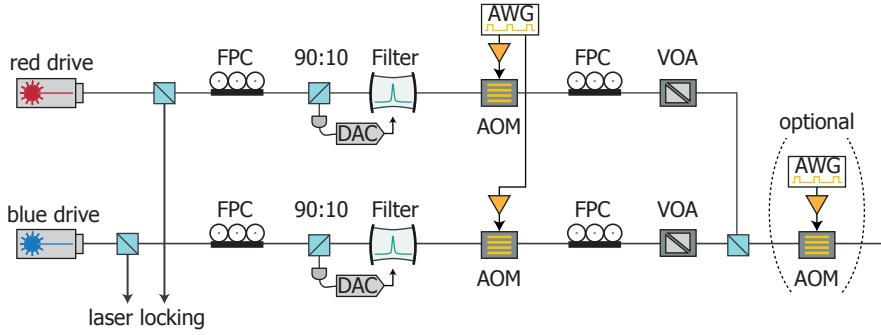 AWG
FPC
90:10
Filter
FPC
VOA
red drive
DAC
AOM
optional
AWG
FPC
90:10
Filter
FPC
VOA
blue drive
DAC
AOM
AOM
laser locking